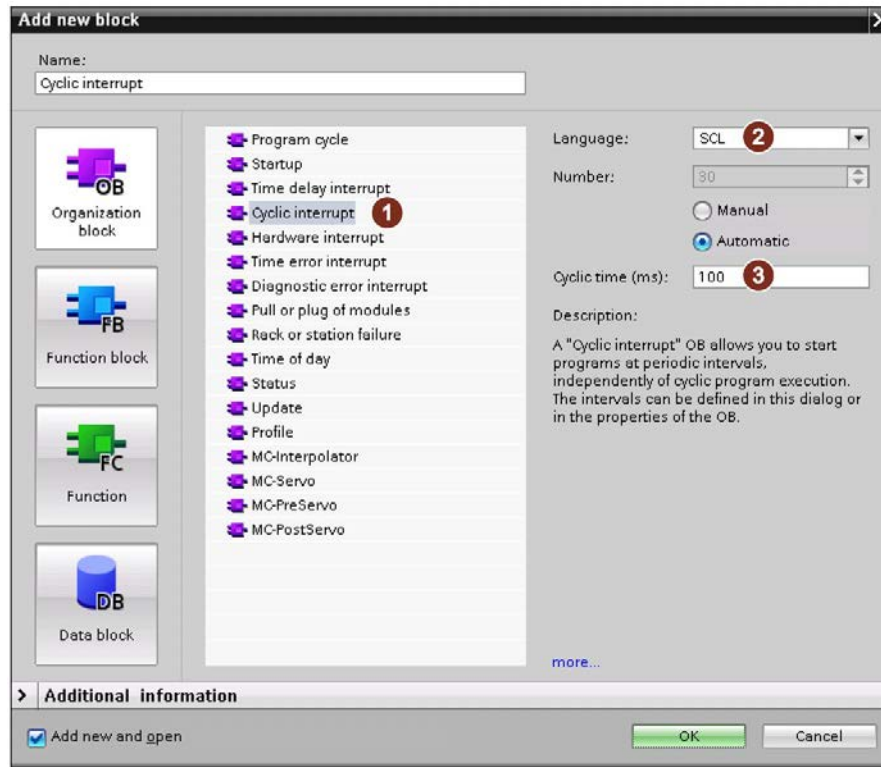 Add new block
Name:
Cyclic interrupt
OB
Organization
block
FB
Function block
FC
Function
DB
Data block
Program cycle
Startup
Time delay interrupt
Cyclic interrupt 1
Hardware interrupt
Time error interrupt
Diagnostic error interrupt
Pull or plug of modules
Rack or station failure
Time of day
Status
Update
Profile
MC-Interpolator
MC-Servo
MC-PreServo
MC-PostServo
Language: SCL 2
Number: 30
Manual
Automatic
Cyclic time (ms): 100 3
Description:
A "Cyclic interrupt" OB allows you to start
programs at periodic intervals,
independently of cyclic program execution.
The intervals can be defined in this dialog or
in the properties of the OB.
more...
> Additional information
Add new and open
OK
Cancel